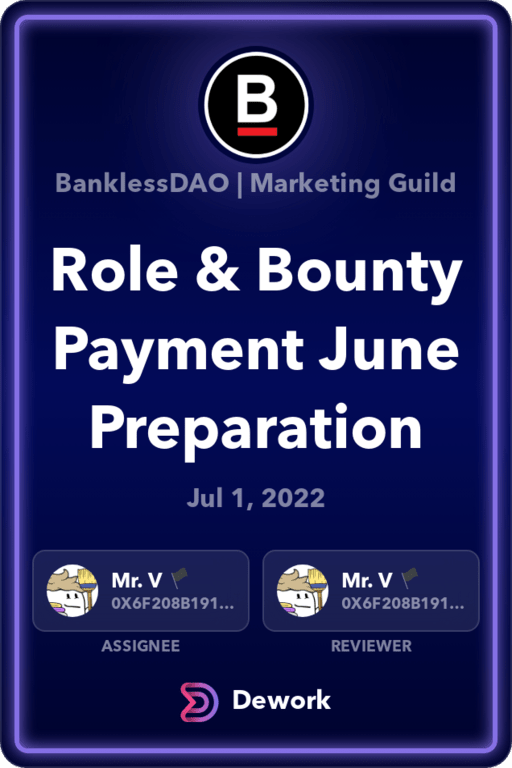 B
BanklessDAO | Marketing Guild
Role & Bounty
Payment June
Preparation
Jul 1, 2022
Mr. V 🏴
0X6F208B191...
ASSIGNEE
Mr. V 🏴
0X6F208B191...
REVIEWER
Dework